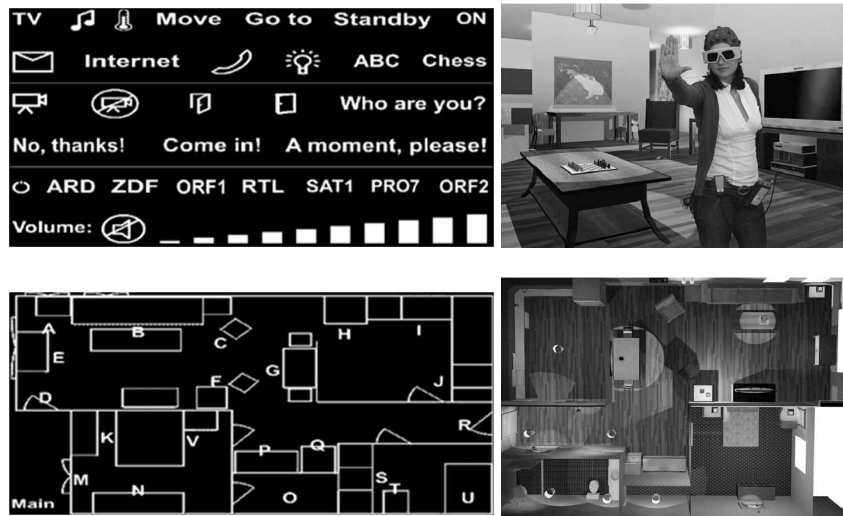 TV Move Go to Standby ON
Internet ABC Chess
Who are you?
No, thanks! Come in! A moment, please!
ARD ZDF ORF1 RTL SAT1 PRO7 ORF2
Volume:
A B C H I
E
G
D F J
K V R
P Q
M S
N O T U
Main